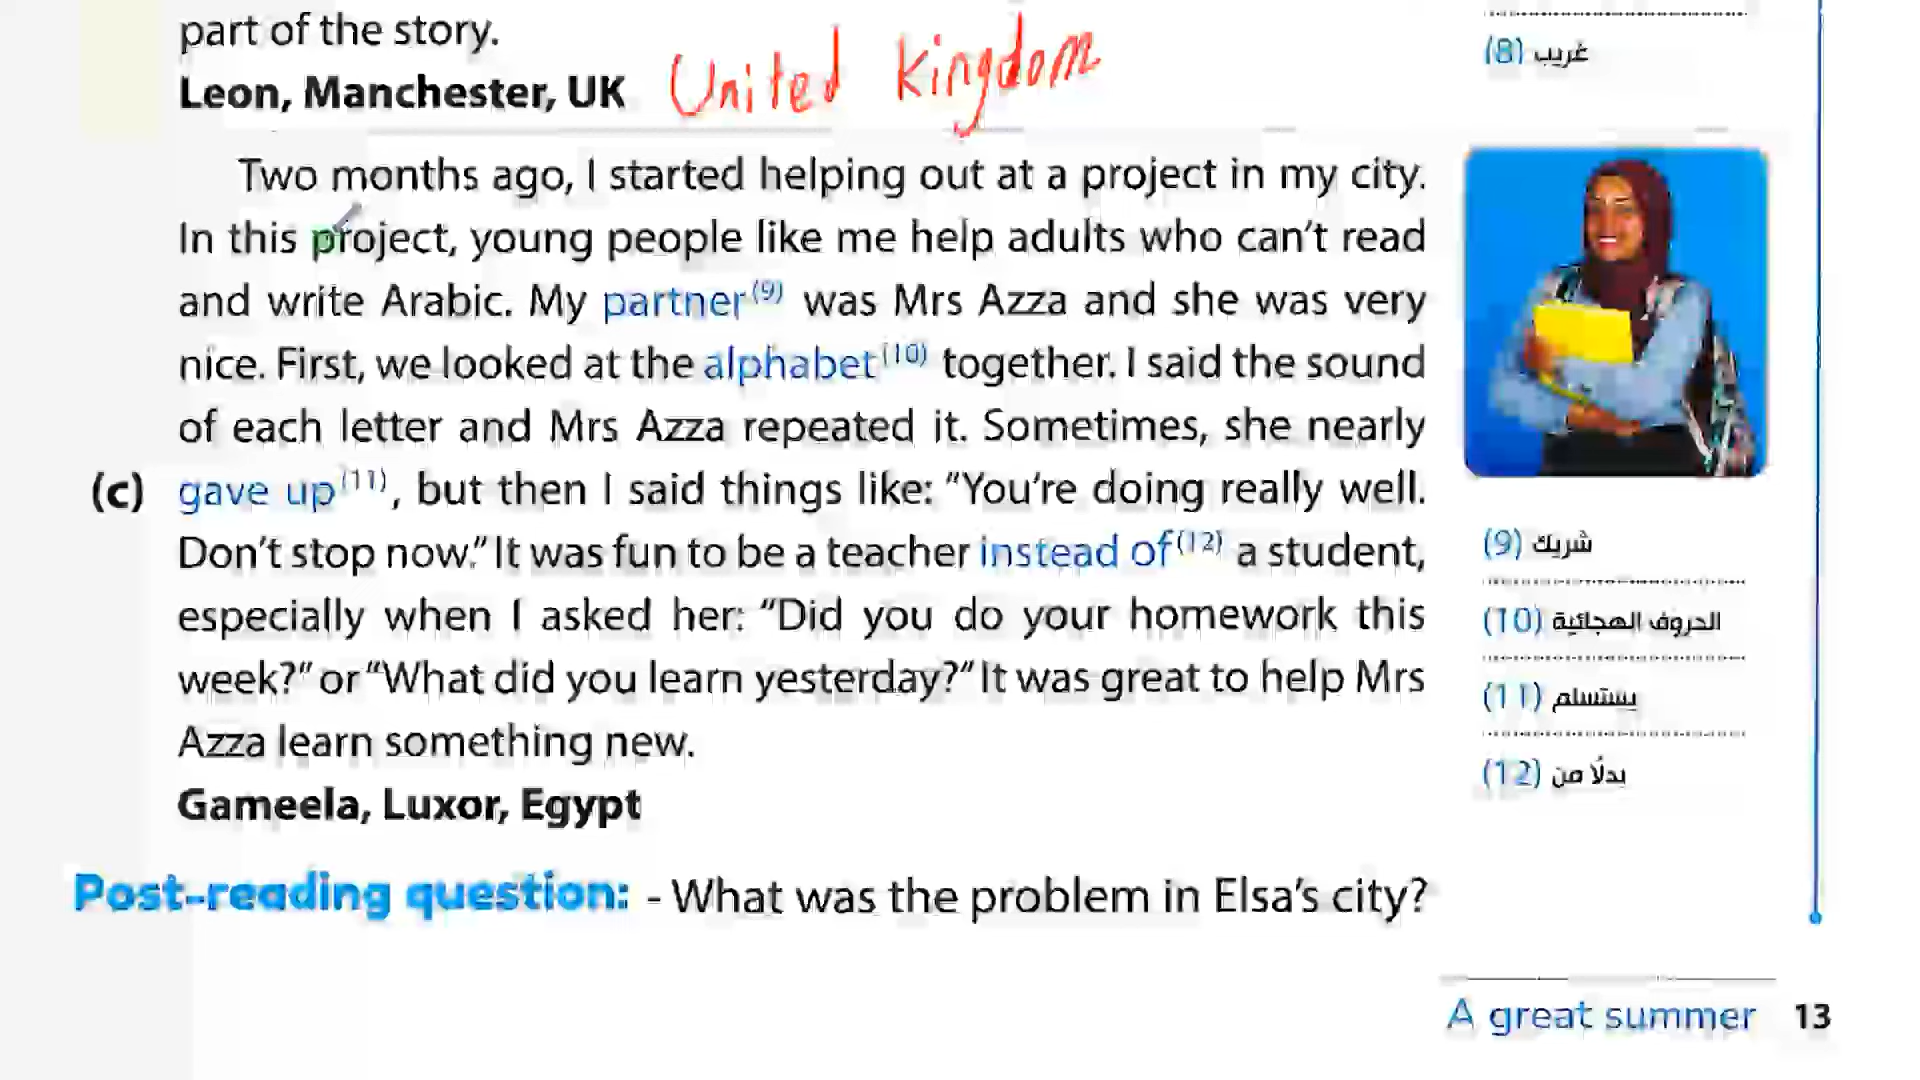 part of the story.
Leon, Manchester, UK United Kingdom
(8) غريب
Two months ago, I started helping out at a project in my city.
In this project, young people like me help adults who can't read
and write Arabic. My partner(9) was Mrs Azza and she was very
nice. First, we looked at the alphabet(10) together. I said the sound
of each letter and Mrs Azza repeated it. Sometimes, she nearly
(c) gave up(11), but then I said things like: "You're doing really well.
Don't stop now." It was fun to be a teacher instead of(12) a student,
especially when I asked her: "Did you do your homework this
week?" or "What did you learn yesterday?" It was great to help Mrs
Azza learn something new.
Gameela, Luxor, Egypt
(9) شريك
(10) الحروف الهجائية
(11) يستسلم
(12) بدلًا من
Post-reading question: - What was the problem in Elsa's city?
A great summer 13